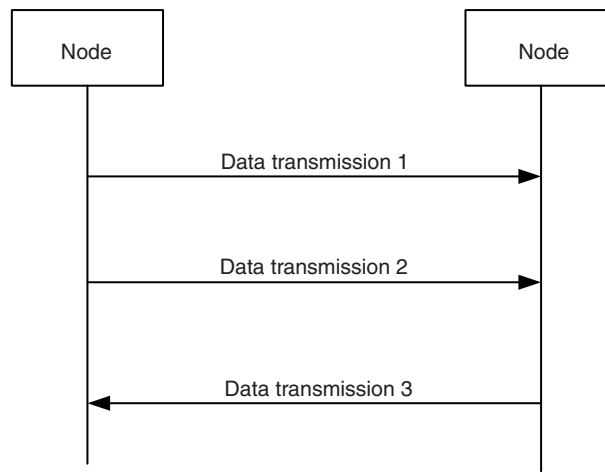 Node
Node
Data transmission 1
Data transmission 2
Data transmission 3